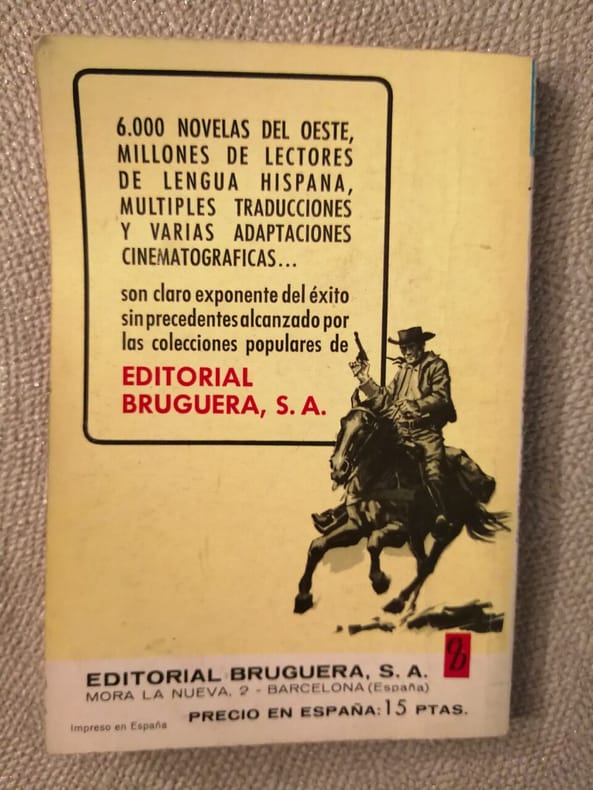 6.000 NOVELAS DEL OESTE,
MILLONES DE LECTORES
DE LENGUA HISPANA,
MULTIPLES TRADUCCIONES
Y VARIAS ADAPTACIONES
CINEMATOGRAFICAS...
son claro exponente del éxito
sin precedentes alcanzado por
las colecciones populares de
EDITORIAL
BRUGUERA, S. A.
EDITORIAL BRUGUERA, S. A.
MORA LA NUEVA, 2 - BARCELONA (España)
Impreso en España
PRECIO EN ESPAÑA: 15 PTAS.